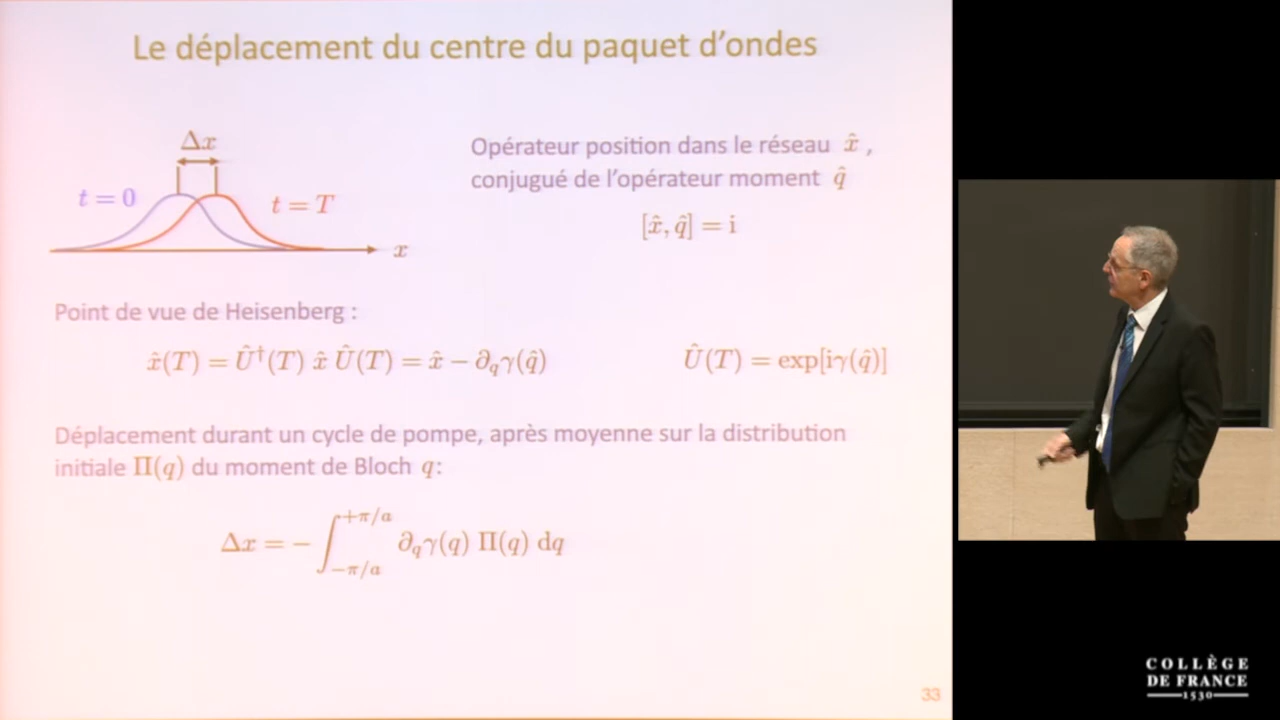 Le déplacement du centre du paquet d'ondes
Δx
t = 0
t = T
x
Opérateur position dans le réseau x̂ ,
conjugué de l'opérateur moment q̂
[x̂, q̂] = i
Point de vue de Heisenberg :
x̂(T) = Û†(T) x̂ Û(T) = x̂ − ∂qγ(q̂)
Û(T) = exp[iγ(q̂)]
Déplacement durant un cycle de pompe, après moyenne sur la distribution
initiale Π(q) du moment de Bloch q:
Δx = − ∫−π/a+π/a ∂qγ(q) Π(q) dq
33
COLLÈGE
DE FRANCE
1530